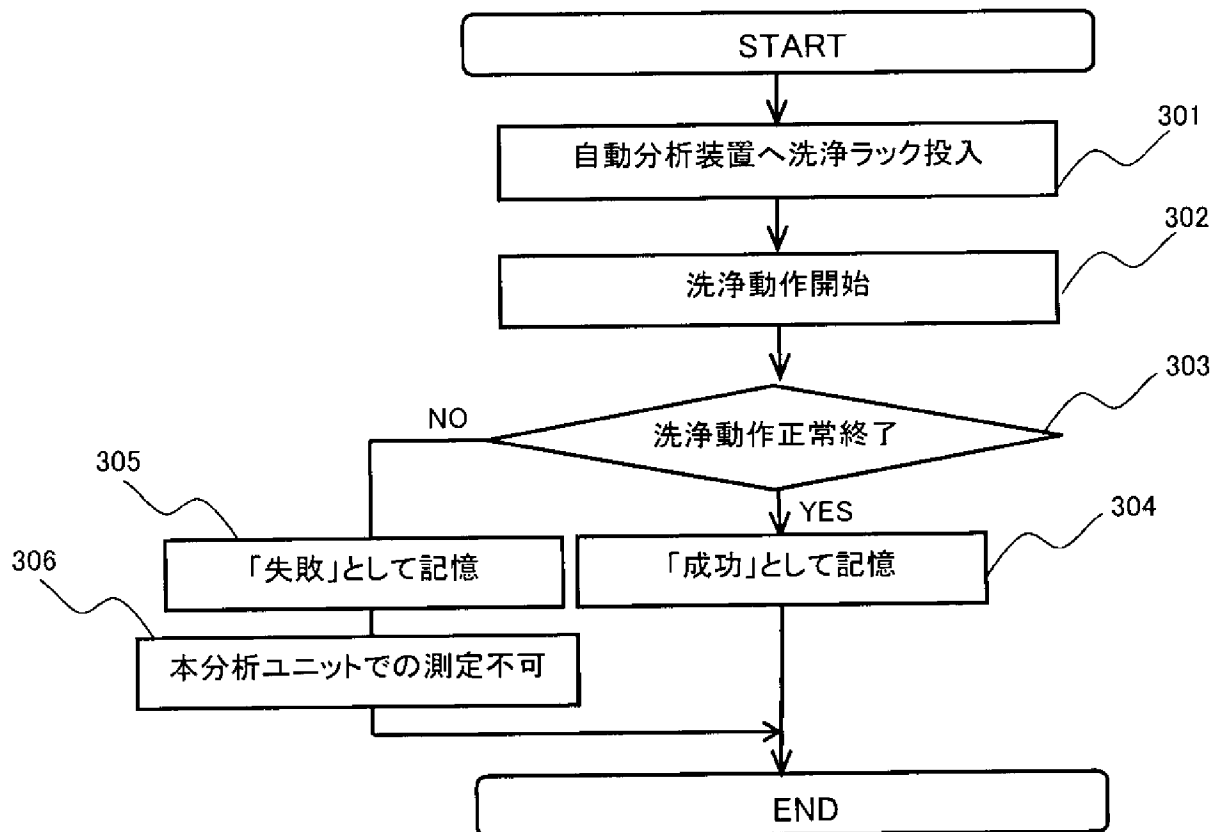 START
301
自動分析装置へ洗浄ラック投入
302
洗浄動作開始
303
NO
洗浄動作正常終了
305
YES
304
「失敗」として記憶
「成功」として記憶
306
本分析ユニットでの測定不可
END